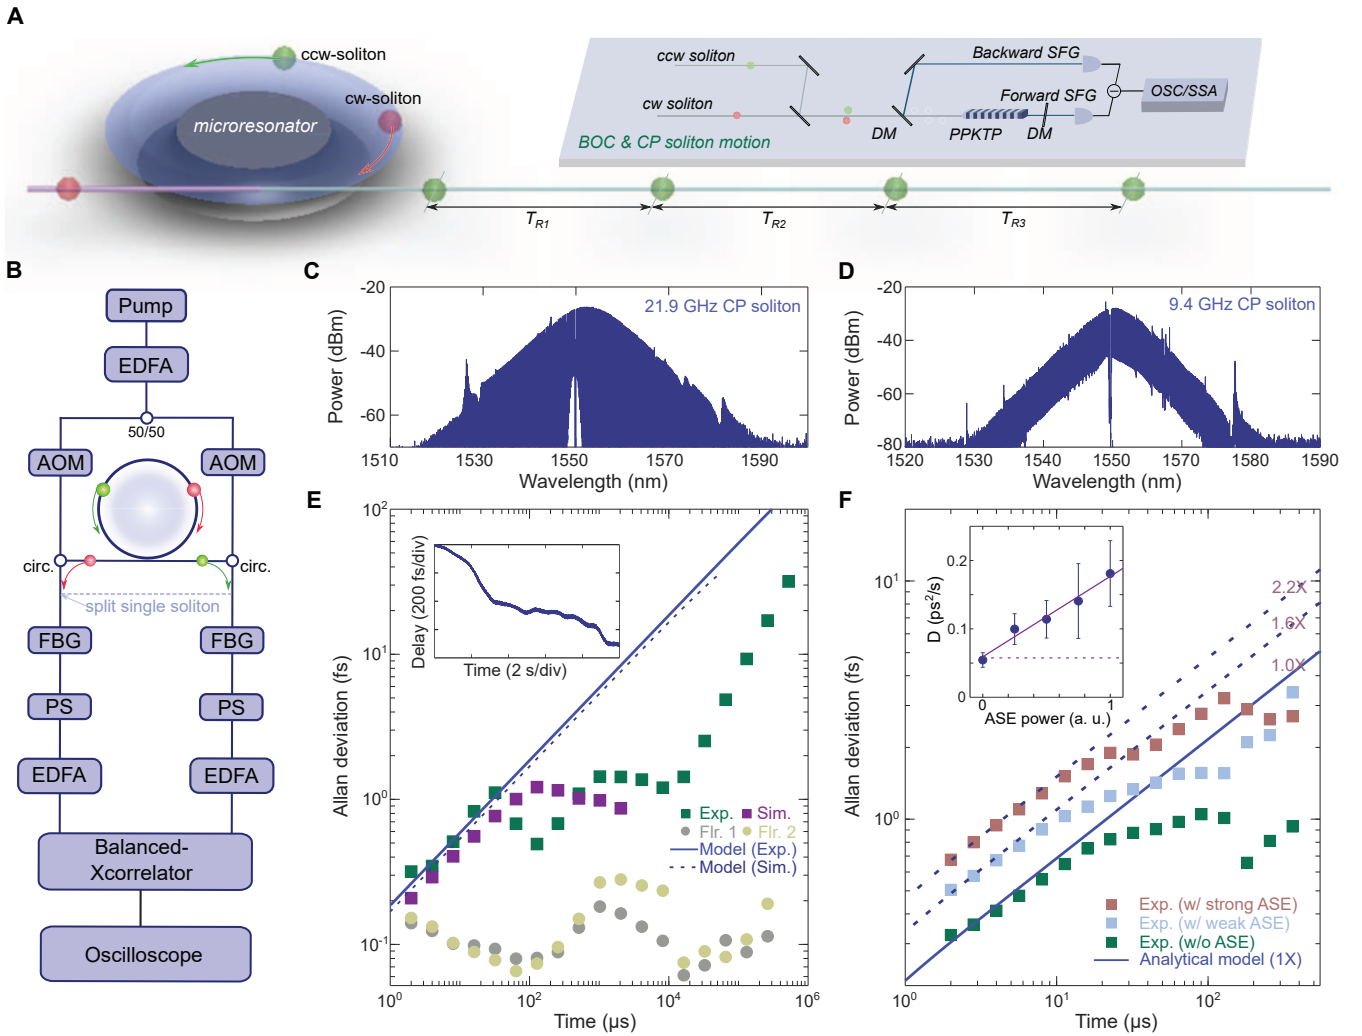 A
ccw-soliton
cw-soliton
microresonator
ccw soliton
cw soliton
Backward SFG
Forward SFG
OSC/SSA
DM
PPKTP
DM
BOC & CP soliton motion
T_R1
T_R2
T_R3
B
Pump
EDFA
50/50
AOM
AOM
circ.
circ.
split single soliton
FBG
FBG
PS
PS
EDFA
EDFA
Balanced-
Xcorrelator
Oscilloscope
C
21.9 GHz CP soliton
Power (dBm)
-20
-40
-60
1510
1530
1550
1570
1590
Wavelength (nm)
D
9.4 GHz CP soliton
Power (dBm)
-20
-40
-60
-80
1520
1530
1540
1550
1560
1570
1580
1590
Wavelength (nm)
E
Allan deviation (fs)
10²
10¹
10⁰
10⁻¹
Delay (200 fs/div)
Time (2 s/div)
Exp.
Sim.
Flr. 1
Flr. 2
Model (Exp.)
Model (Sim.)
10⁰
10²
10⁴
10⁶
Time (µs)
F
Allan deviation (fs)
10¹
10⁰
D (ps²/s)
0.2
0.1
0
0
1
ASE power (a. u.)
2.2X
1.6X
1.0X
Exp. (w/ strong ASE)
Exp. (w/ weak ASE)
Exp. (w/o ASE)
Analytical model (1X)
10⁰
10¹
10²
Time (µs)